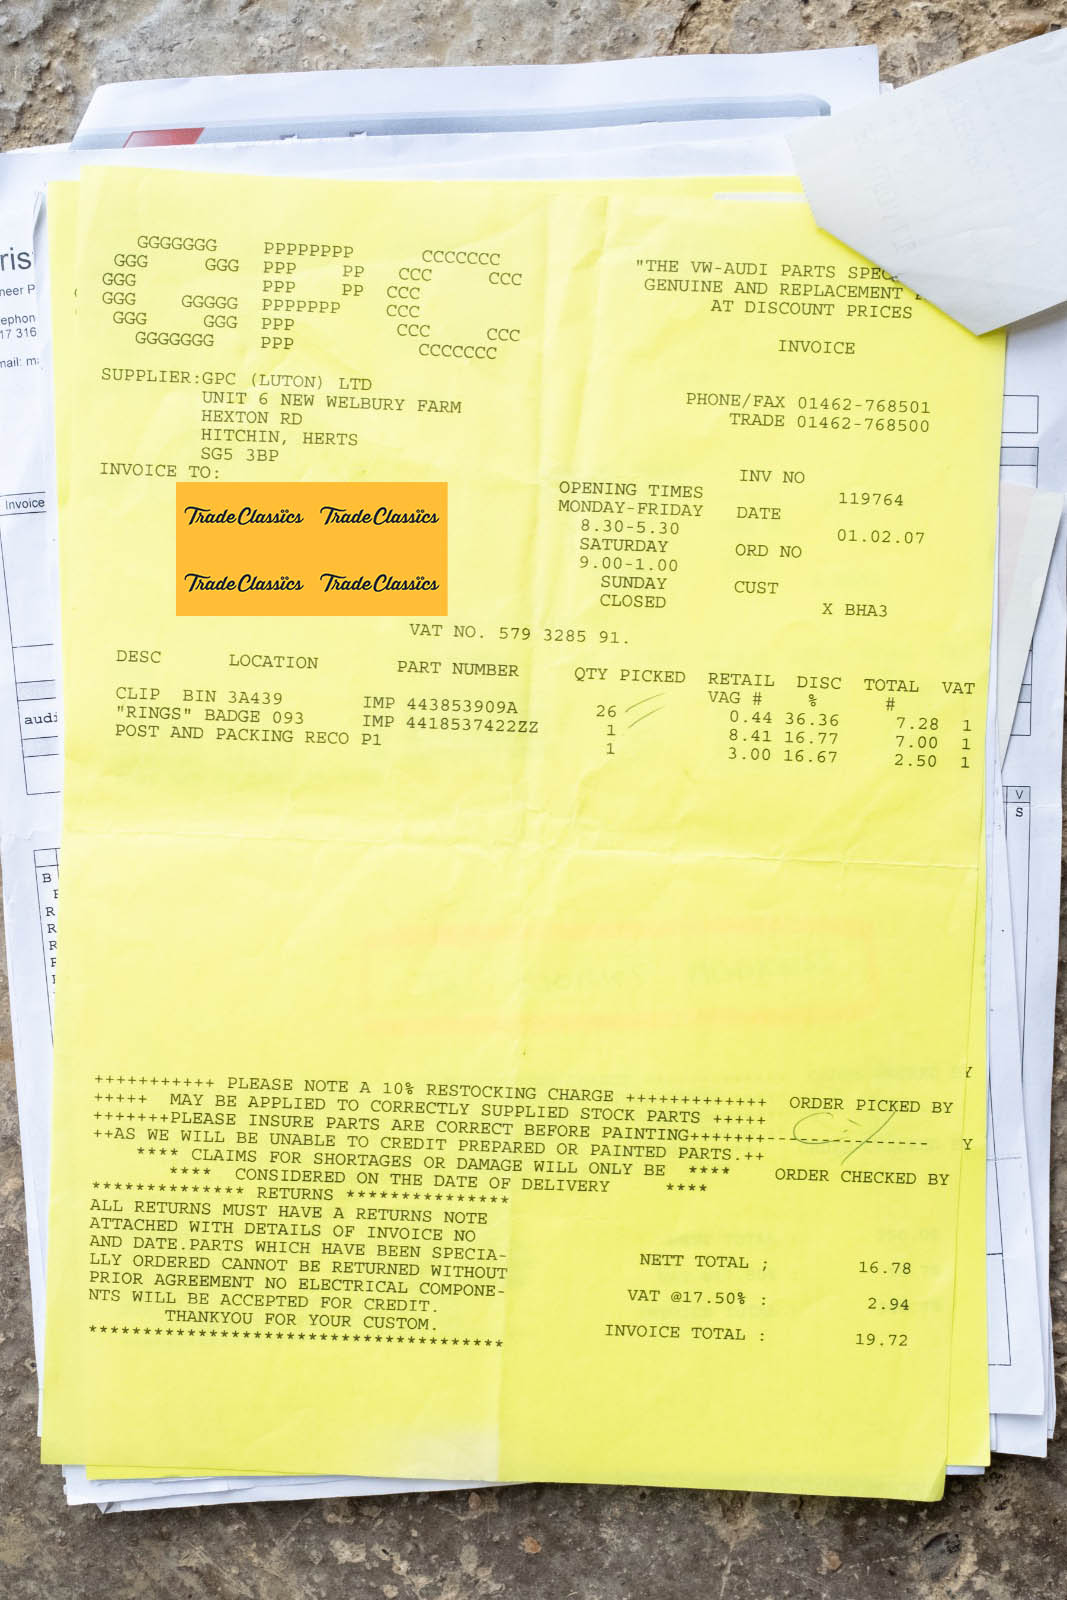 GGGGGGG PPPPPPPP CCCCCCC
GGG GGG PPP PP CCC CCC
GGG PPP PP CCC
GGG GGGGG PPPPPPP CCC
GGG GGG PPP CCC CCC
GGGGGGG PPP CCCCCCC
"THE VW-AUDI PARTS
GENUINE AND REPLACEMENT
AT DISCOUNT PRICES
INVOICE
SUPPLIER:GPC (LUTON) LTD
UNIT 6 NEW WELBURY FARM
HEXTON RD
HITCHIN, HERTS
SG5 3BP
PHONE/FAX 01462-768501
TRADE 01462-768500
INVOICE TO:
TradeClassics TradeClassics
TradeClassics TradeClassics
OPENING TIMES
MONDAY-FRIDAY
8.30-5.30
SATURDAY
9.00-1.00
SUNDAY
CLOSED
INV NO
119764
DATE
01.02.07
ORD NO
CUST
X BHA3
VAT NO. 579 3285 91.
DESC LOCATION PART NUMBER QTY PICKED RETAIL DISC TOTAL VAT
VAG # % #
CLIP BIN 3A439 IMP 443853909A 26 0.44 36.36 7.28 1
"RINGS" BADGE 093 IMP 4418537422ZZ 1 8.41 16.77 7.00 1
POST AND PACKING RECO P1 1 3.00 16.67 2.50 1
+++++++++++ PLEASE NOTE A 10% RESTOCKING CHARGE +++++++++++++
+++++ MAY BE APPLIED TO CORRECTLY SUPPLIED STOCK PARTS +++++
+++++++PLEASE INSURE PARTS ARE CORRECT BEFORE PAINTING+++++++
++AS WE WILL BE UNABLE TO CREDIT PREPARED OR PAINTED PARTS.++
**** CLAIMS FOR SHORTAGES OR DAMAGE WILL ONLY BE ****
**** CONSIDERED ON THE DATE OF DELIVERY ****
ORDER PICKED BY
---------------
ORDER CHECKED BY
************** RETURNS ***************
ALL RETURNS MUST HAVE A RETURNS NOTE
ATTACHED WITH DETAILS OF INVOICE NO
AND DATE.PARTS WHICH HAVE BEEN SPECIA-
LLY ORDERED CANNOT BE RETURNED WITHOUT
PRIOR AGREEMENT NO ELECTRICAL COMPONE-
NTS WILL BE ACCEPTED FOR CREDIT.
THANKYOU FOR YOUR CUSTOM.
**************************************
NETT TOTAL ; 16.78
VAT @17.50% : 2.94
INVOICE TOTAL : 19.72
Invoice
audi
V
S
B